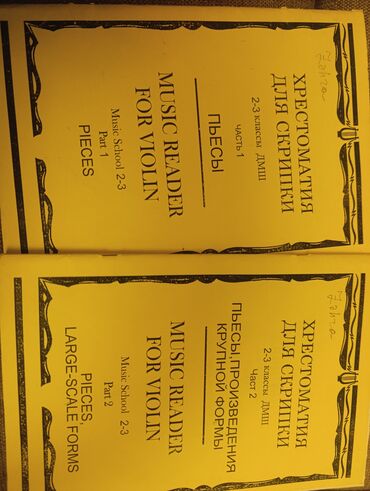 Zəhra
ХРЕСТОМАТИЯ
ДЛЯ СКРИПКИ
2-3 классы ДМШ
часть 1
ПЬЕСЫ
MUSIC READER
FOR VIOLIN
Music School 2-3
Part 1
PIECES
Zəhra
ХРЕСТОМАТИЯ
ДЛЯ СКРИПКИ
2-3 классы ДМШ
Часть 2
ПЬЕСЫ, ПРОИЗВЕДЕНИЯ
КРУПНОЙ ФОРМЫ
MUSIC READER
FOR VIOLIN
Music School 2-3
Part 2
PIECES,
LARGE-SCALE FORMS